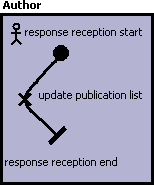 Author
response reception start
update publication list
response reception end